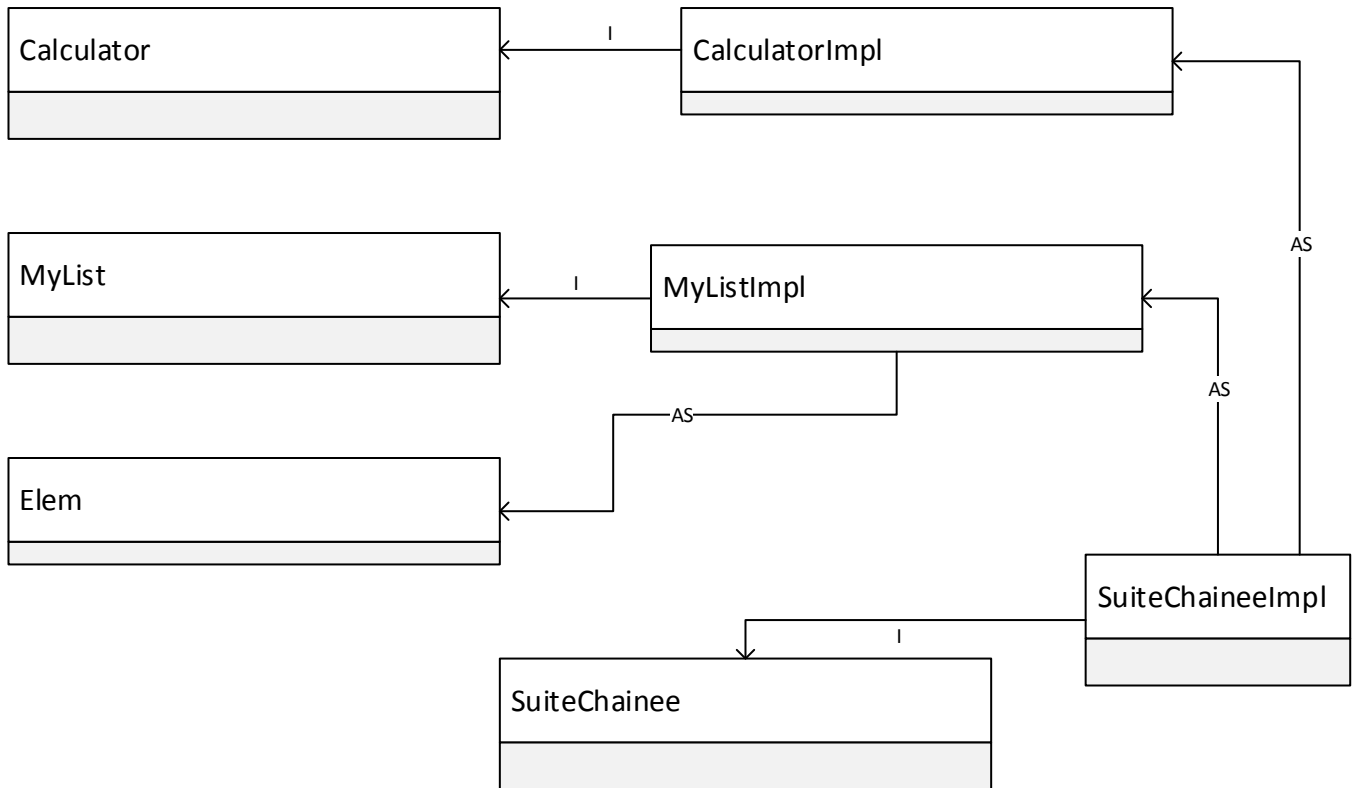 Calculator
I
CalculatorImpl
AS
MyList
I
MyListImpl
AS
AS
Elem
SuiteChaineeImpl
I
SuiteChainee